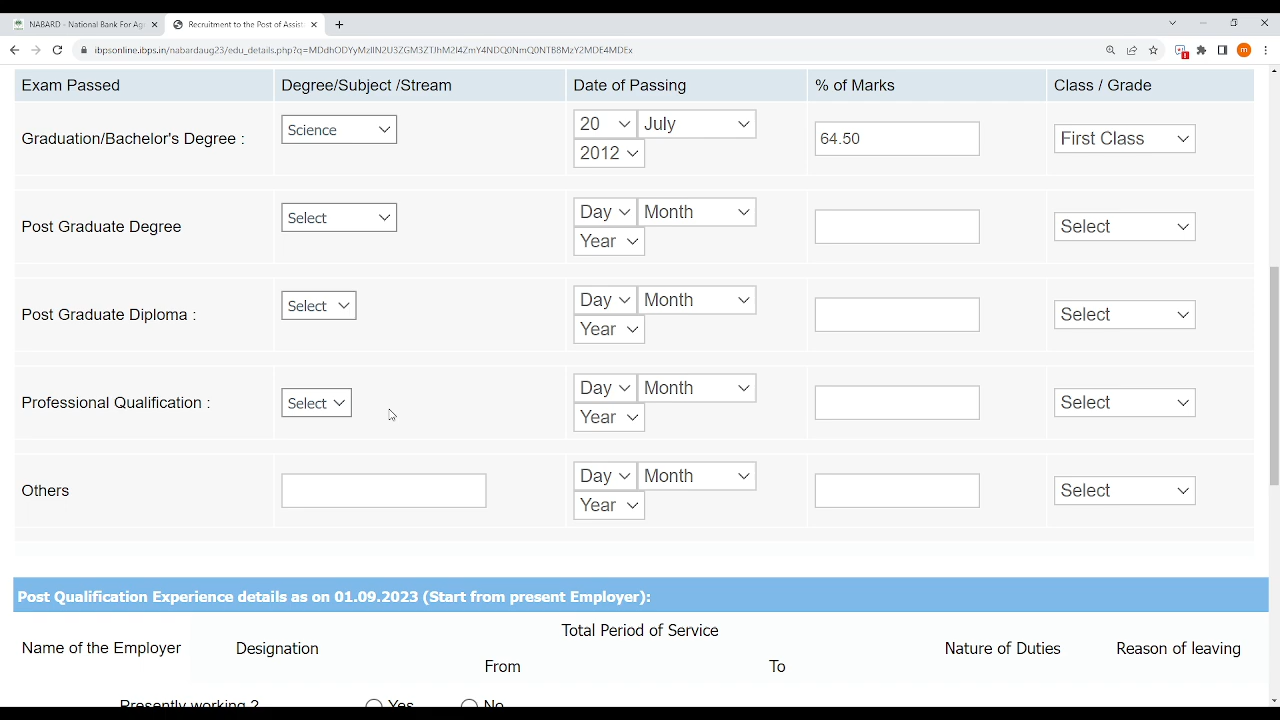 NABARD - National Bank For Ag
Recruitment to the Post of Assist
ibpsonline.ibps.in/nabardaug23/
Exam Passed Degree/Subject /Stream Date of Passing % of Marks Class / Grade
Graduation/Bachelor's Degree : Science 20 July 64.50 First Class
2012
Post Graduate Degree Select Day Month Select
Year
Post Graduate Diploma : Select Day Month Select
Year
Professional Qualification : Select Day Month Select
Year
Others Day Month Select
Year
Post Qualification Experience details as on 01.09.2023 (Start from present Employer):
Total Period of Service
Name of the Employer Designation Nature of Duties Reason of leaving
From To
Presently working ? Yes No